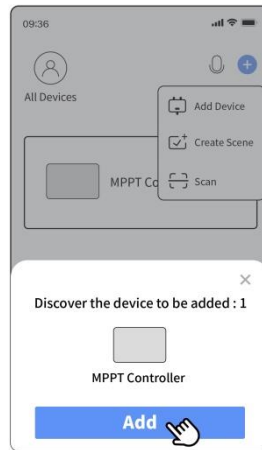 09:36
All Devices
Add Device
Create Scene
Scan
MPPT Co
Discover the device to be added : 1
MPPT Controller
Add